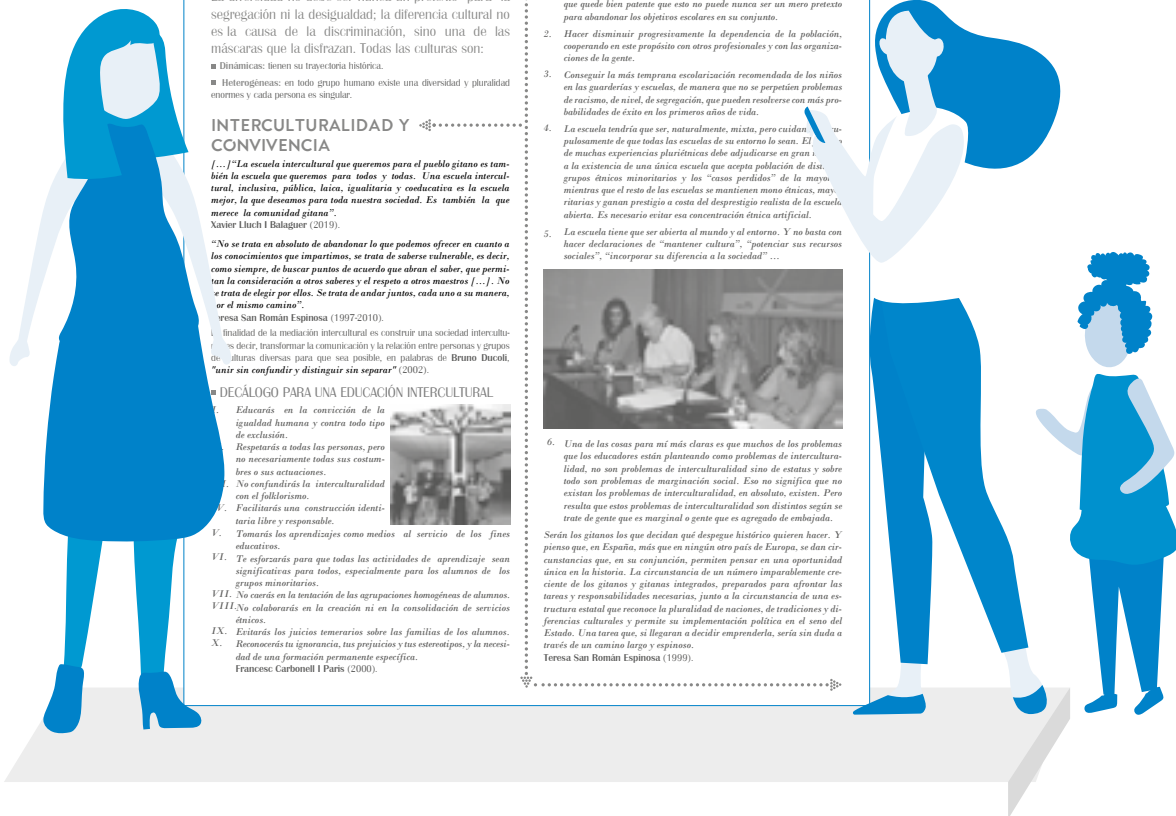 segregación ni la desigualdad; la diferencia cultural no
es la causa de la discriminación, sino una de las
máscaras que la disfrazan. Todas las culturas son:
Dinámicas: tienen su trayectoria histórica.
Heterogéneas: en todo grupo humano existe una diversidad y pluralidad
enormes y cada persona es singular.
INTERCULTURALIDAD Y
CONVIVENCIA
[…]“La escuela intercultural que queremos para el pueblo gitano es tam-
bién la escuela que queremos para todos y todas. Una escuela intercul-
tural, inclusiva, pública, laica, igualitaria y coeducativa es la escuela
mejor, la que deseamos para toda nuestra sociedad. Es también la que
merece la comunidad gitana”.
Xavier Lluch I Balaguer (2019).
“No se trata en absoluto de abandonar lo que podemos ofrecer en cuanto a
los conocimientos que impartimos, se trata de saberse vulnerable, es decir,
como siempre, de buscar puntos de acuerdo que abran el saber, que permi-
tan la consideración a otros saberes y el respeto a otros maestros […]. No
se trata de elegir por ellos. Se trata de andar juntos, cada uno a su manera,
por el mismo camino”.
Teresa San Román Espinosa (1997-2010).
finalidad de la mediación intercultural es construir una sociedad intercultu-
es decir, transformar la comunicación y la relación entre personas y grupos
de culturas diversas para que sea posible, en palabras de Bruno Ducoli,
"unir sin confundir y distinguir sin separar" (2002).
DECÁLOGO PARA UNA EDUCACIÓN INTERCULTURAL
Educarás en la convicción de la
igualdad humana y contra todo tipo
de exclusión.
Respetarás a todas las personas, pero
no necesariamente todas sus costum-
bres o sus actuaciones.
No confundirás la interculturalidad
con el folklorismo.
Facilitarás una construcción identi-
taria libre y responsable.
V. Tomarás los aprendizajes como medios al servicio de los fines
educativos.
VI. Te esforzarás para que todas las actividades de aprendizaje sean
significativas para todos, especialmente para los alumnos de los
grupos minoritarios.
VII. No caerás en la tentación de las agrupaciones homogéneas de alumnos.
VIII. No colaborarás en la creación ni en la consolidación de servicios
étnicos.
IX. Evitarás los juicios temerarios sobre las familias de los alumnos.
X. Reconocerás tu ignorancia, tus prejuicios y tus estereotipos, y la necesi-
dad de una formación permanente específica.
Francesc Carbonell I Paris (2000).
que quede bien patente que esto no puede nunca ser un mero pretexto
para abandonar los objetivos escolares en su conjunto.
2. Hacer disminuir progresivamente la dependencia de la población,
cooperando en este propósito con otros profesionales y con las organiza-
ciones de la gente.
3. Conseguir la más temprana escolarización recomendada de los niños
en las guarderías y escuelas, de manera que no se perpetúen problemas
de racismo, de nivel, de segregación, que pueden resolverse con más pro-
babilidades de éxito en los primeros años de vida.
4. La escuela tendría que ser, naturalmente, mixta, pero cuidan
pulosamente de que todas las escuelas de su entorno lo sean. El
de muchas experiencias pluriétnicas debe adjudicarse en gran
a la existencia de una única escuela que acepta población de
grupos étnicos minoritarios y los “casos perdidos” de la
mientras que el resto de las escuelas se mantienen mono étnicas,
ritarias y ganan prestigio a costa del desprestigio realista de la escuela
abierta. Es necesario evitar esa concentración étnica artificial.
5. La escuela tiene que ser abierta al mundo y al entorno. Y no basta con
hacer declaraciones de “mantener cultura”, “potenciar sus recursos
sociales”, “incorporar su diferencia a la sociedad” …
6. Una de las cosas para mí más claras es que muchos de los problemas
que los educadores están planteando como problemas de intercultura-
lidad, no son problemas de interculturalidad sino de estatus y sobre
todo son problemas de marginación social. Eso no significa que no
existan los problemas de interculturalidad, en absoluto, existen. Pero
resulta que estos problemas de interculturalidad son distintos según se
trate de gente que es marginal o gente que es agregado de embajada.
Serán los gitanos los que decidan qué despegue histórico quieren hacer. Y
pienso que, en España, más que en ningún otro país de Europa, se dan cir-
cunstancias que, en su conjunción, permiten pensar en una oportunidad
única en la historia. La circunstancia de un número imparablemente cre-
ciente de los gitanos y gitanas integrados, preparados para afrontar las
tareas y responsabilidades necesarias, junto a la circunstancia de una es-
tructura estatal que reconoce la pluralidad de naciones, de tradiciones y di-
ferencias culturales y permite su implementación política en el seno del
Estado. Una tarea que, si llegaran a decidir emprenderla, sería sin duda a
través de un camino largo y espinoso.
Teresa San Román Espinosa (1999).